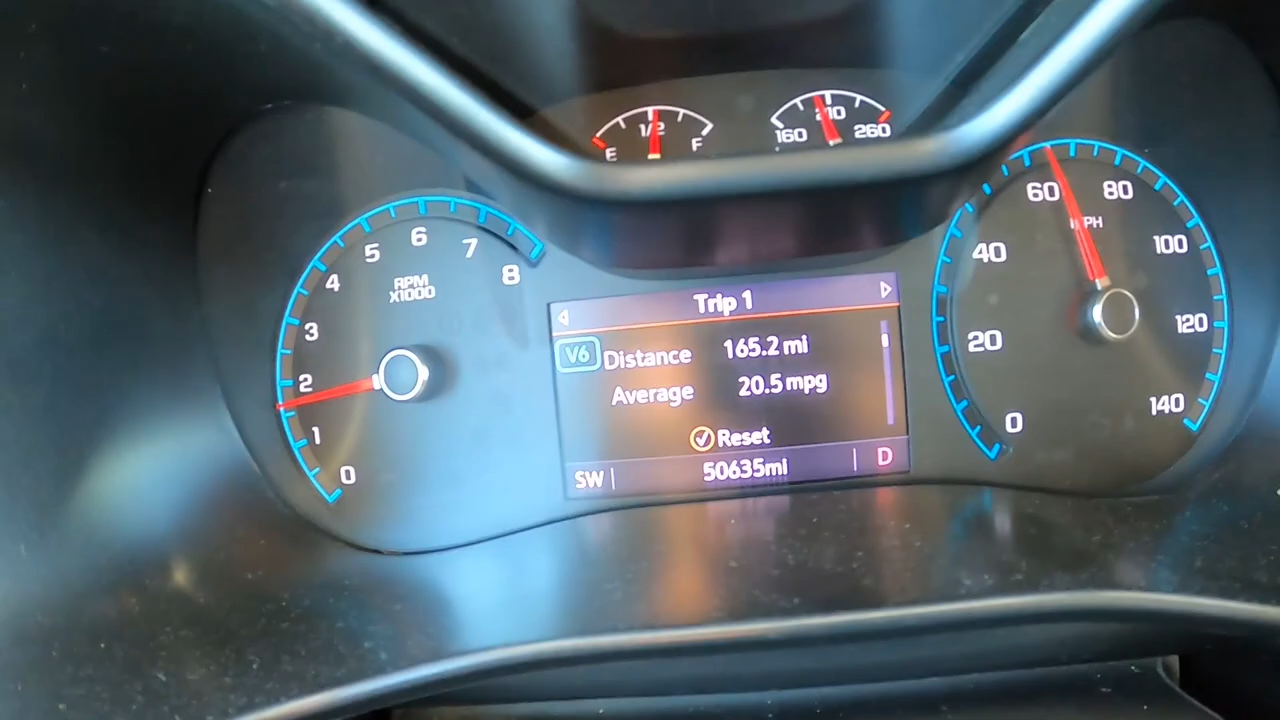 E 1/2 F
160 210 260
0 1 2 3 4 5 6 7 8
RPM
X1000
Trip 1
V6 Distance 165.2 mi
Average 20.5 mpg
Reset
SW 50635mi D
0 20 40 60 80 100 120 140
MPH